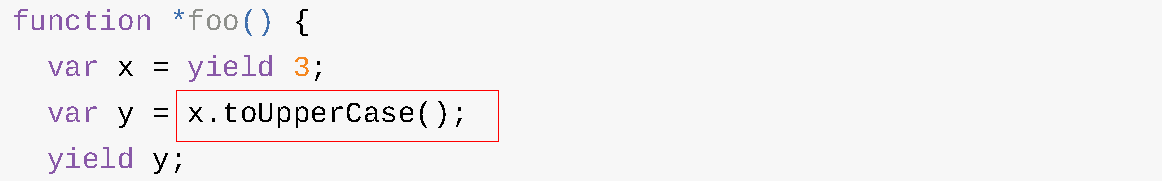 function *foo() {
  var x = yield 3;
  var y = x.toUpperCase();
  yield y;